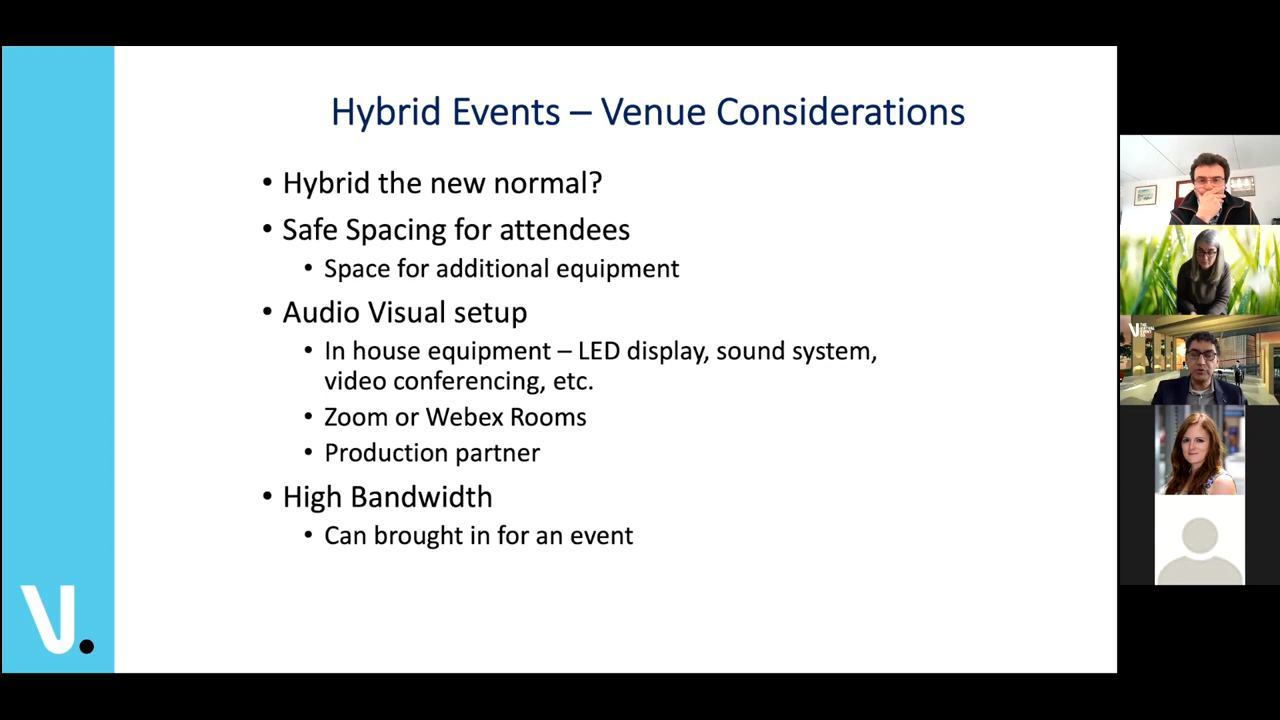 Hybrid Events – Venue Considerations
• Hybrid the new normal?
• Safe Spacing for attendees
• Space for additional equipment
• Audio Visual setup
• In house equipment – LED display, sound system,
video conferencing, etc.
• Zoom or Webex Rooms
• Production partner
• High Bandwidth
• Can brought in for an event
V.